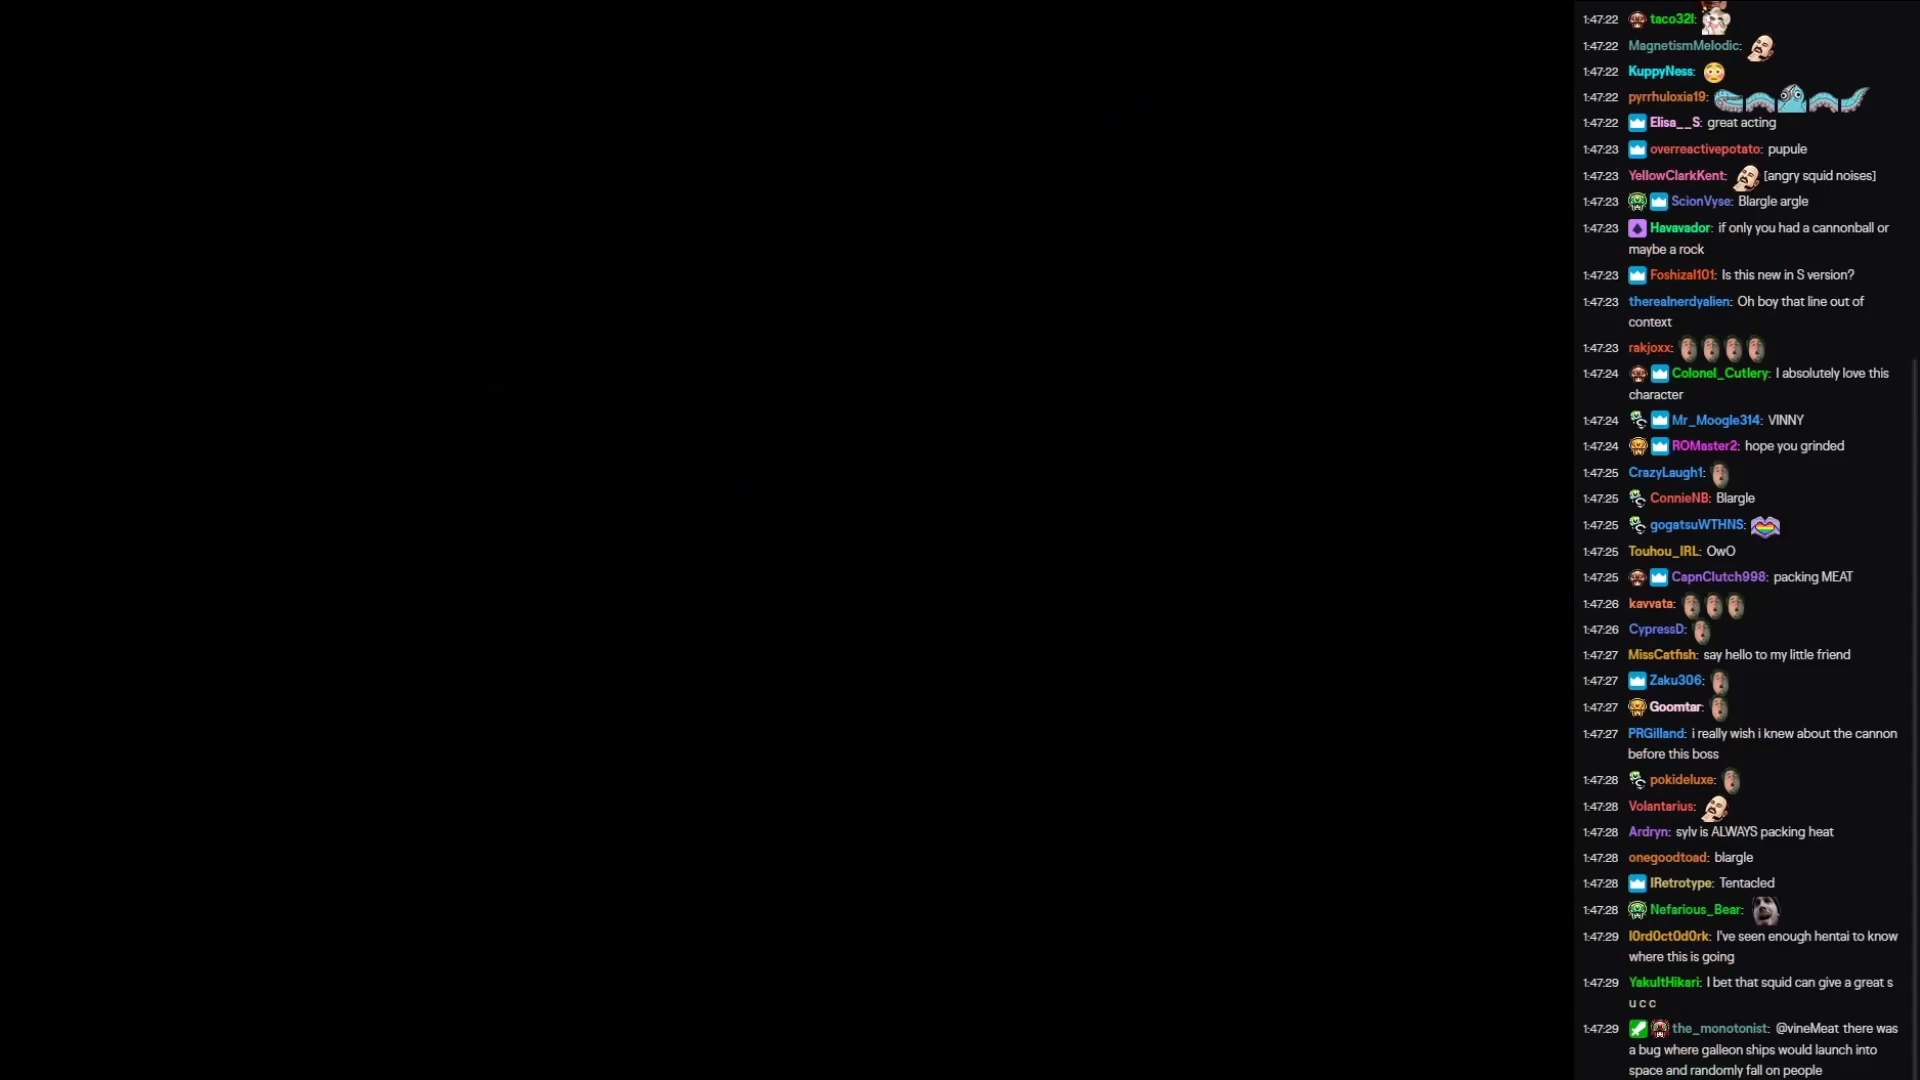 1:47:22 taco32l:
1:47:22 MagnetismMelodic:
1:47:22 KuppyNess:
1:47:22 pyrrhuloxia19:
1:47:22 Elisa__S: great acting
1:47:23 overreactivepotato: pupule
1:47:23 YellowClarkKent: [angry squid noises]
1:47:23 ScionVyse: Blargle argle
1:47:23 Havavador: if only you had a cannonball or
maybe a rock
1:47:23 Foshizal101: Is this new in S version?
1:47:23 therealnerdyalien: Oh boy that line out of
context
1:47:23 rakjoxx:
1:47:24 Colonel_Cutlery: I absolutely love this
character
1:47:24 Mr_Moogle314: VINNY
1:47:24 ROMaster2: hope you grinded
1:47:25 CrazyLaugh1:
1:47:25 ConnieNB: Blargle
1:47:25 gogatsuWTHNS:
1:47:25 Touhou_IRL: OwO
1:47:25 CapnClutch998: packing MEAT
1:47:26 kavvata:
1:47:26 CypressD:
1:47:27 MissCatfish: say hello to my little friend
1:47:27 Zaku306:
1:47:27 Goomtar:
1:47:27 PRGilland: i really wish i knew about the cannon
before this boss
1:47:28 pokideluxe:
1:47:28 Volantarius:
1:47:28 Ardryn: sylv is ALWAYS packing heat
1:47:28 onegoodtoad: blargle
1:47:28 IRetrotype: Tentacled
1:47:28 Nefarious_Bear:
1:47:29 l0rd0ct0d0rk: I've seen enough hentai to know
where this is going
1:47:29 YakultHikari: I bet that squid can give a great s
u c c
1:47:29 the_monotonist: @vineMeat there was
a bug where galleon ships would launch into
space and randomly fall on people